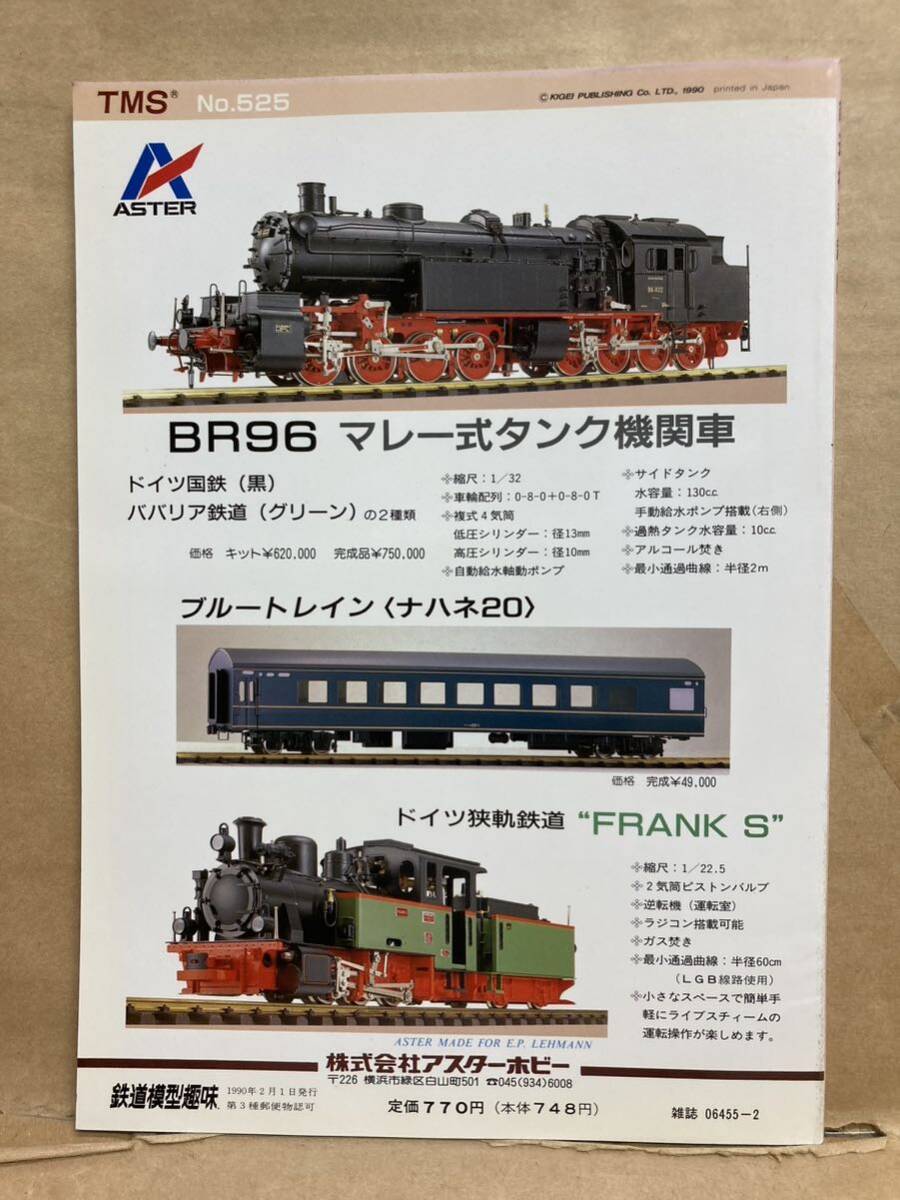 TMS® No.525
© KIGEI PUBLISHING Co. LTD., 1990 printed in Japan
ASTER
BR96 マレー式タンク機関車
ドイツ国鉄（黒）
ババリア鉄道（グリーン）の2種類
価格 キット¥620,000 完成品¥750,000
✣縮尺：1／32
✣車輪配列：0-8-0+0-8-0T
✣複式4気筒
低圧シリンダー：径13mm
高圧シリンダー：径10mm
✣自動給水軸動ポンプ
✣サイドタンク
水容量：130c.c.
手動給水ポンプ搭載（右側）
✣過熱タンク水容量：10c.c.
✣アルコール焚き
✣最小通過曲線：半径2m
ブルートレイン〈ナハネ20〉
価格 完成¥49,000
ドイツ狭軌鉄道 “FRANK S”
✣縮尺：1／22.5
✣2気筒ピストンバルブ
✣逆転機（運転室）
✣ラジコン搭載可能
✣ガス焚き
✣最小通過曲線：半径60cm
（LGB線路使用）
✣小さなスペースで簡単手
軽にライブスチィームの
運転操作が楽しめます。
ASTER MADE FOR E.P. LEHMANN
株式会社アスターホビー
〒226 横浜市緑区白山町501 ☎045(934)6008
鉄道模型趣味
1990年2月1日発行
第3種郵便物認可
定価770円（本体748円）
雑誌 06455-2